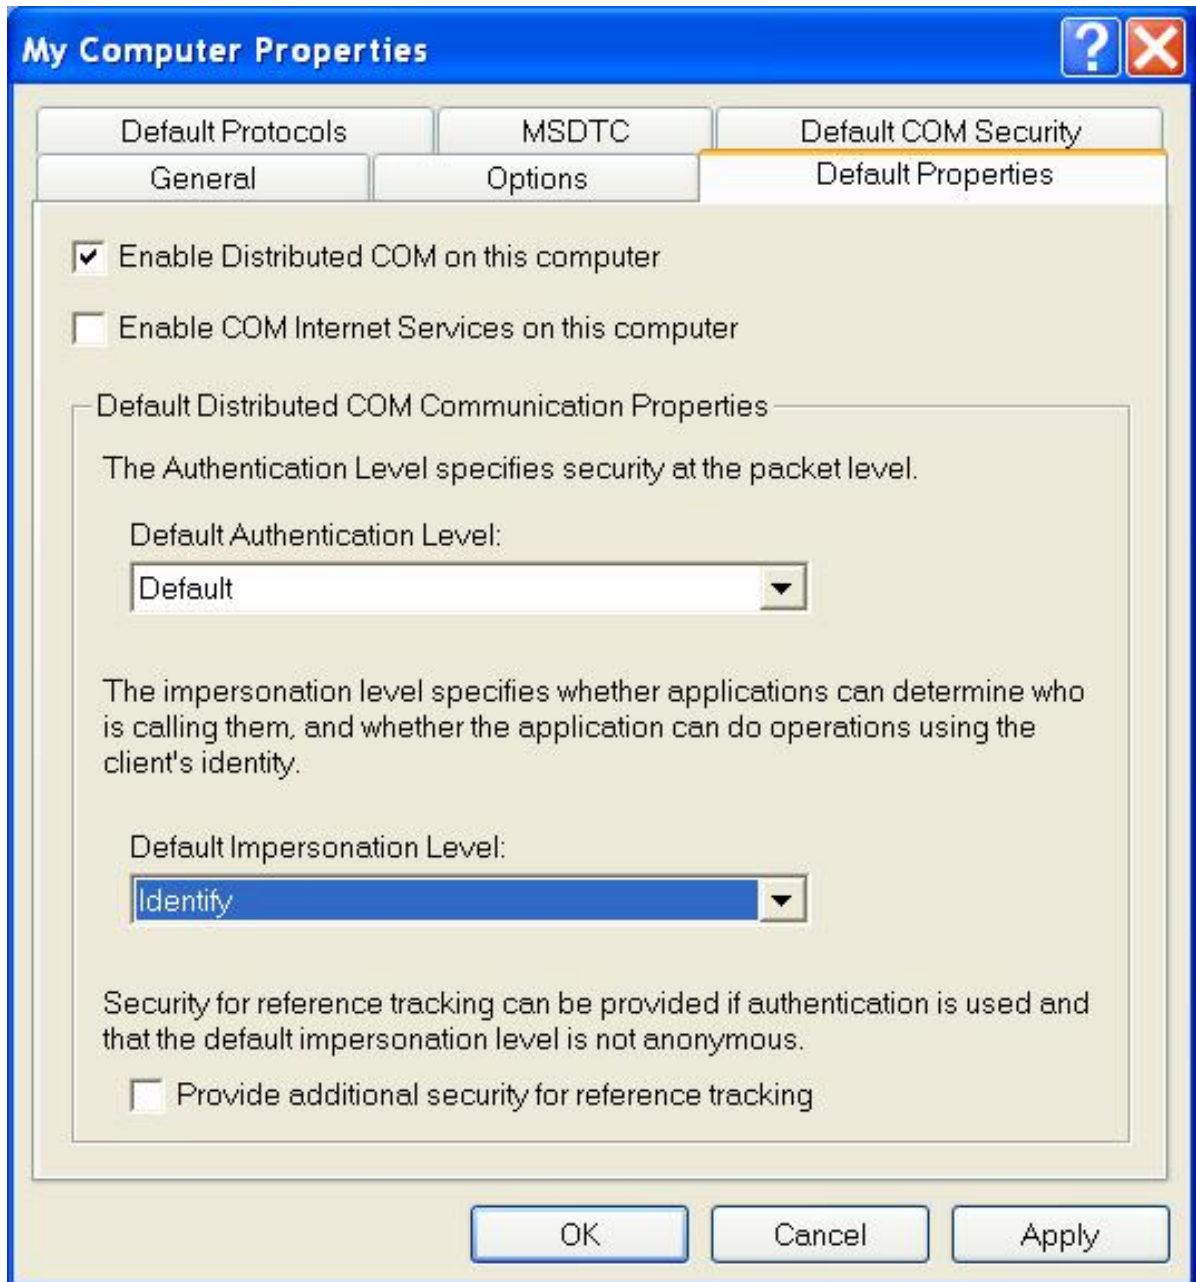 My Computer Properties
Default Protocols
MSDTC
Default COM Security
General
Options
Default Properties
Enable Distributed COM on this computer
Enable COM Internet Services on this computer
Default Distributed COM Communication Properties
The Authentication Level specifies security at the packet level.
Default Authentication Level:
Default
The impersonation level specifies whether applications can determine who
is calling them, and whether the application can do operations using the
client's identity.
Default Impersonation Level:
Identify
Security for reference tracking can be provided if authentication is used and
that the default impersonation level is not anonymous.
Provide additional security for reference tracking
OK
Cancel
Apply